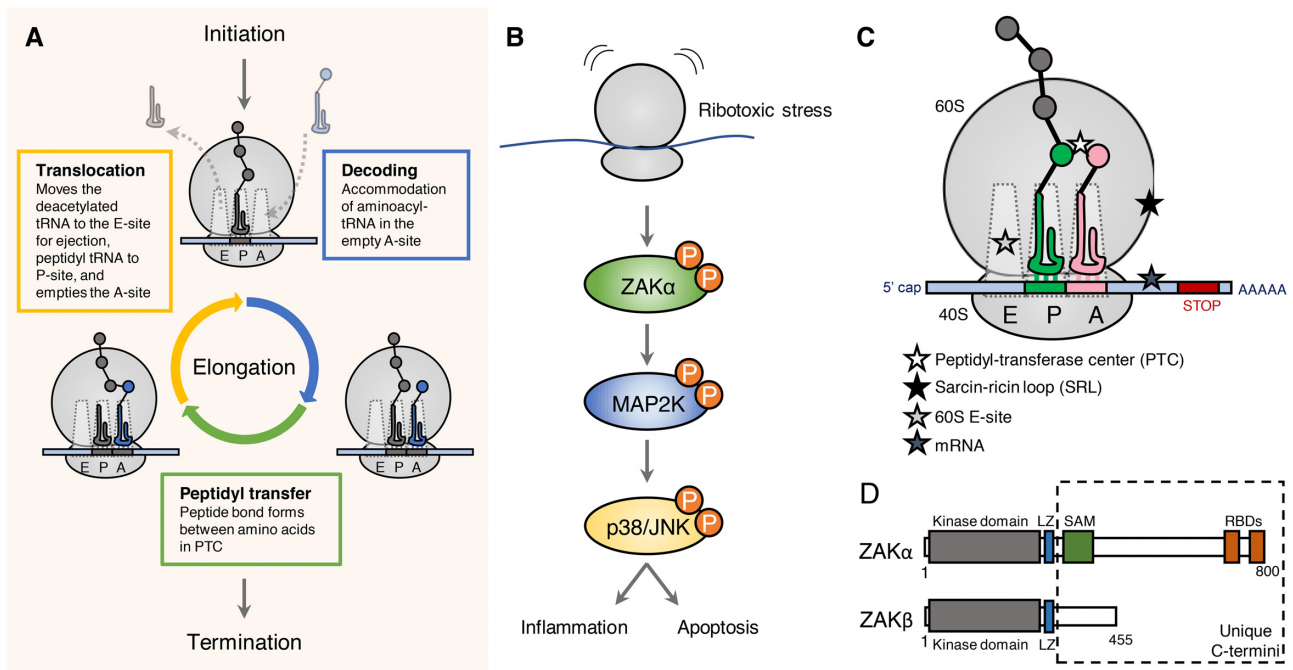 A
Initiation
Translocation
Moves the
deacetylated
tRNA to the E-site
for ejection,
peptidyl tRNA to
P-site, and
empties the A-site
Decoding
Accommodation
of aminoacyl-
tRNA in the
empty A-site
E P A
Elongation
E P A
E P A
Peptidyl transfer
Peptide bond forms
between amino acids
in PTC
Termination
B
Ribotoxic stress
ZAKα
P
P
MAP2K
P
P
p38/JNK
P
P
Inflammation
Apoptosis
C
60S
5' cap
AAAAA
STOP
40S
E P A
Peptidyl-transferase center (PTC)
Sarcin-ricin loop (SRL)
60S E-site
mRNA
D
Kinase domain LZ SAM RBDs
ZAKα
1
800
ZAKβ
1
455
Kinase domain LZ
Unique
C-termini